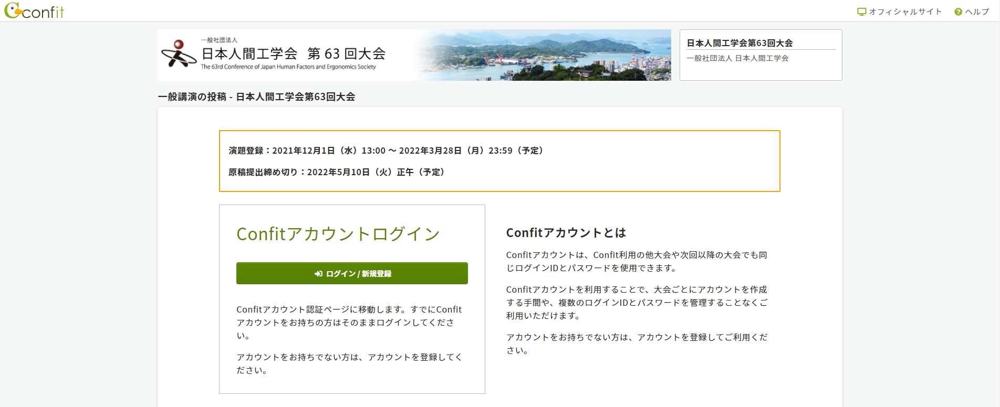 confit
オフィシャルサイト
ヘルプ
一般社団法人
日本人間工学会 第 63 回大会
The 63rd Conference of Japan Human Factors and Ergonomics Society
日本人間工学会第63回大会
一般社団法人 日本人間工学会
一般講演の投稿 - 日本人間工学会第63回大会
演題登録：2021年12月1日（水）13:00 ～ 2022年3月28日（月）23:59（予定）
原稿提出締め切り：2022年5月10日（火）正午（予定）
Confitアカウントログイン
ログイン / 新規登録
Confitアカウント認証ページに移動します。すでにConfit
アカウントをお持ちの方はそのままログインしてくださ
い。
アカウントをお持ちでない方は、アカウントを登録してく
ださい。
Confitアカウントとは
Confitアカウントは、Confit利用の他大会や次回以降の大会でも同
じログインIDとパスワードを使用できます。
Confitアカウントを利用することで、大会ごとにアカウントを作成
する手間や、複数のログインIDとパスワードを管理することなくご
利用いただけます。
アカウントをお持ちでない方は、アカウントを登録してご利用くだ
さい。